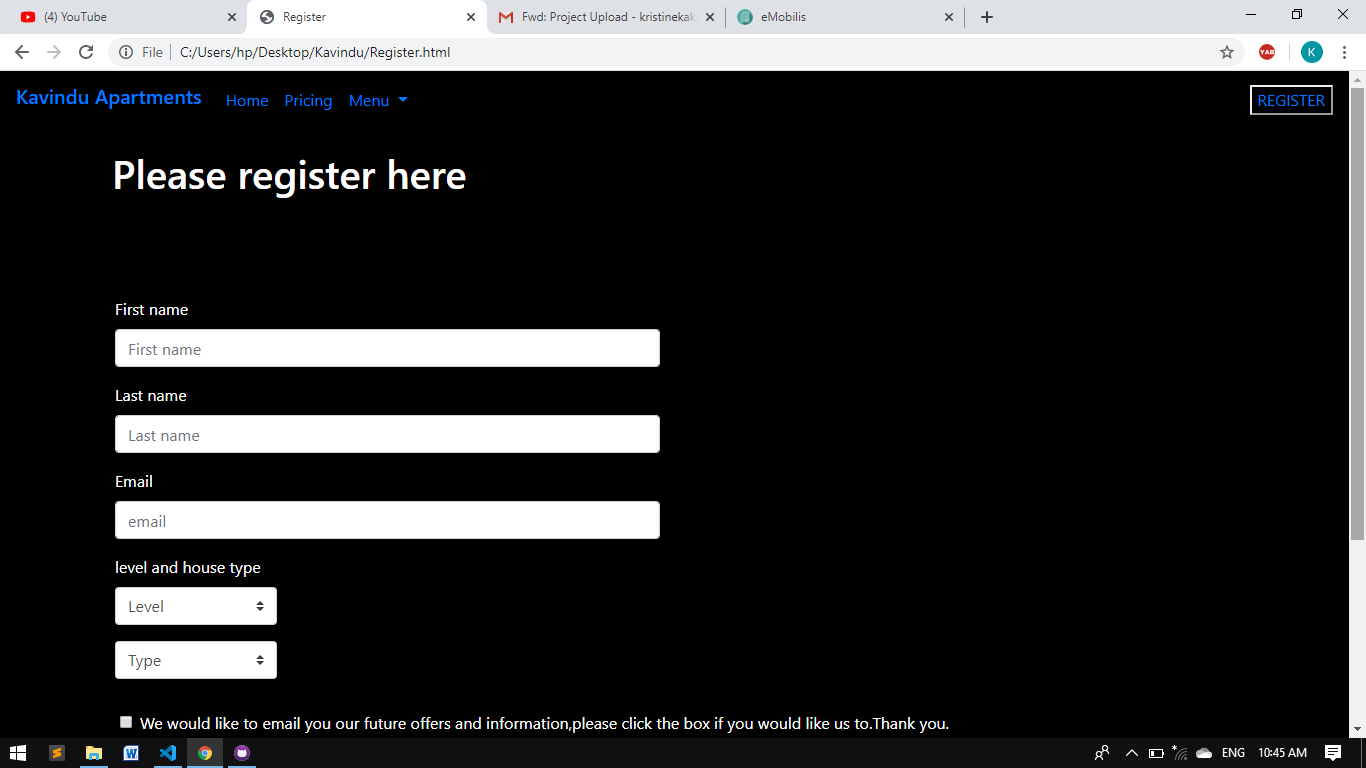 (4) YouTube
Register
Fwd: Project Upload - kristinekak
eMobilis
File
C:/Users/hp/Desktop/Kavindu/Register.html
YAB
K
Kavindu Apartments
Home
Pricing
Menu
REGISTER
Please register here
First name
First name
Last name
Last name
Email
email
level and house type
Level
Type
We would like to email you our future offers and information,please click the box if you would like us to.Thank you.
ENG
10:45 AM